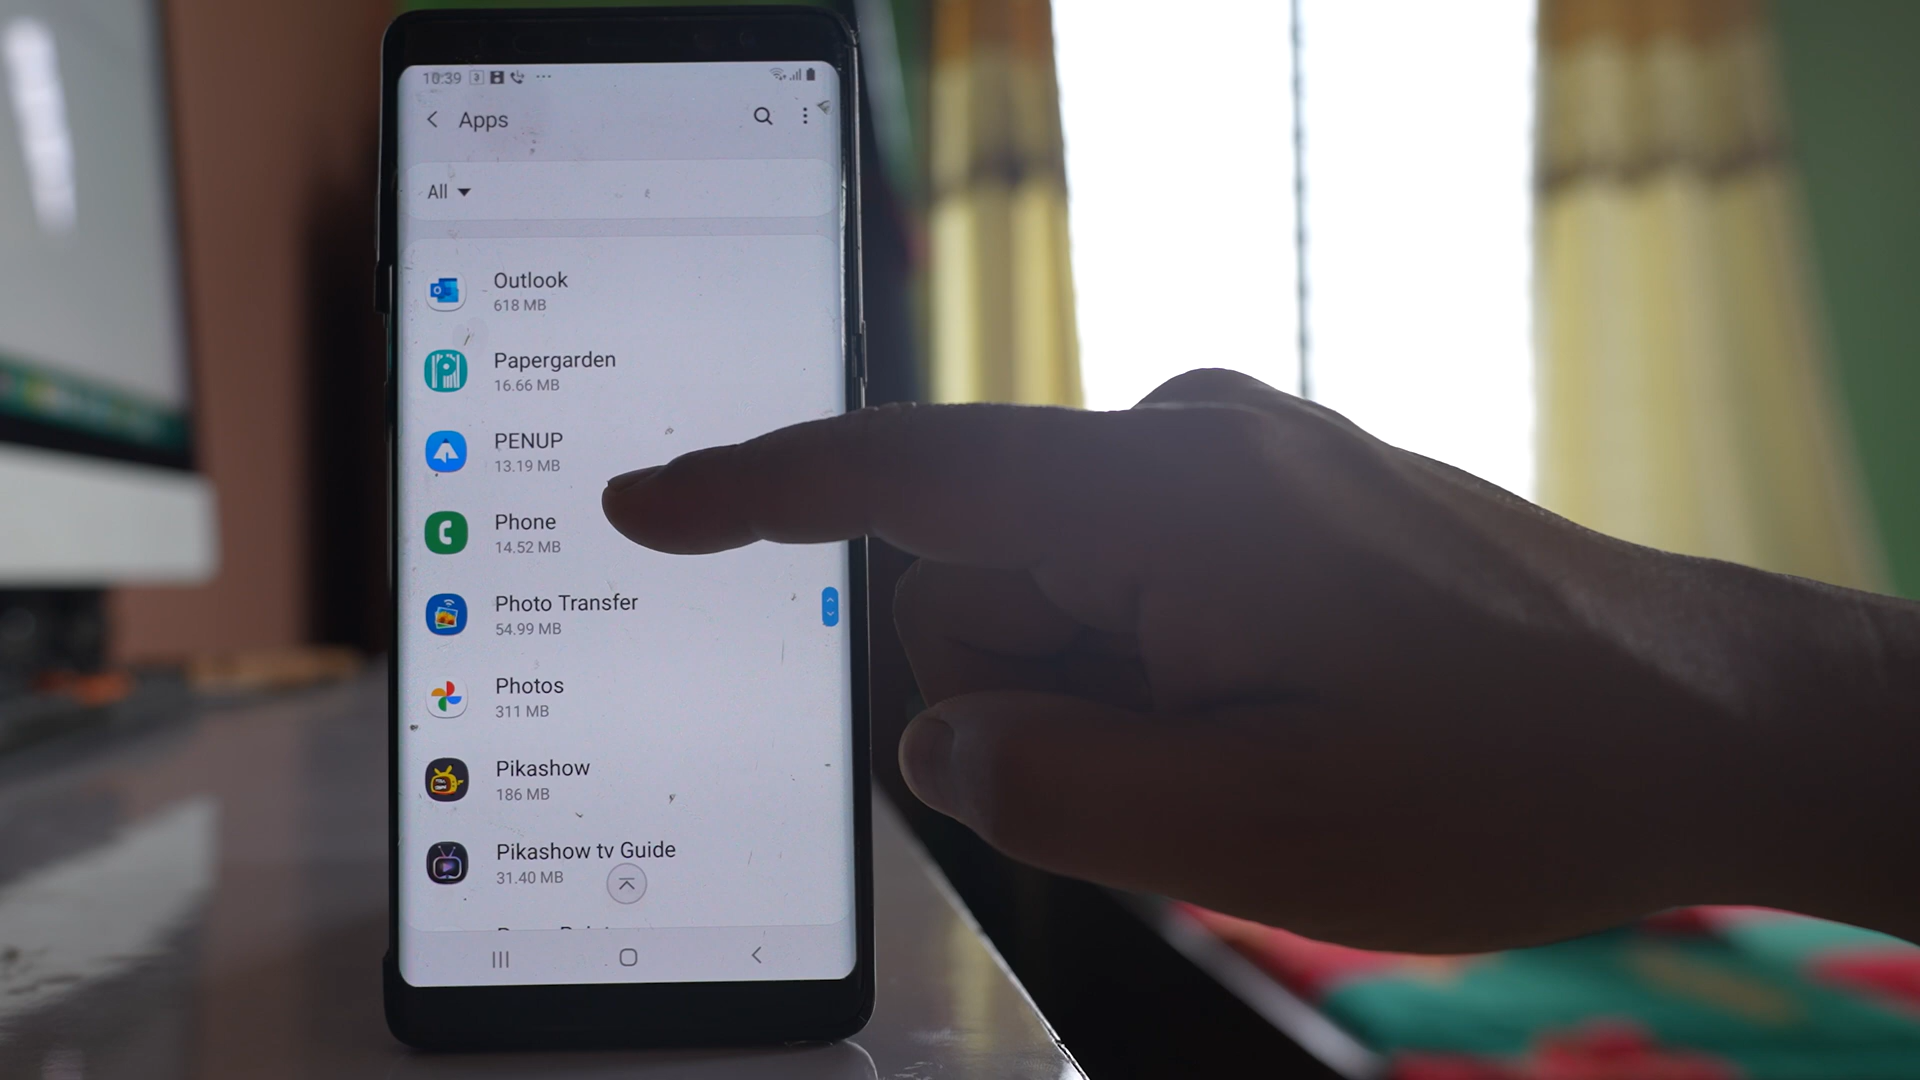 10:39
Apps
All
Outlook
618 MB
Papergarden
16.66 MB
PENUP
13.19 MB
Phone
14.52 MB
Photo Transfer
54.99 MB
Photos
311 MB
Pikashow
186 MB
Pikashow tv Guide
31.40 MB